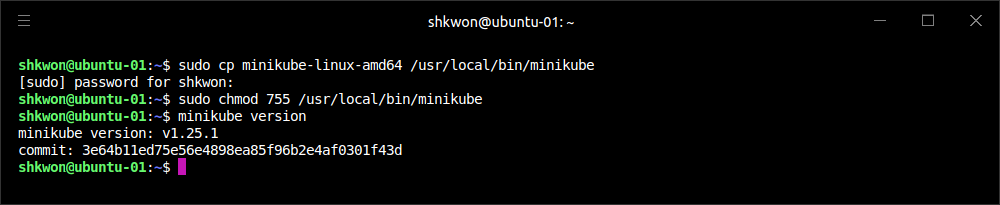 shkwon@ubuntu-01: ~
shkwon@ubuntu-01:~$ sudo cp minikube-linux-amd64 /usr/local/bin/minikube
[sudo] password for shkwon:
shkwon@ubuntu-01:~$ sudo chmod 755 /usr/local/bin/minikube
shkwon@ubuntu-01:~$ minikube version
minikube version: v1.25.1
commit: 3e64b11ed75e56e4898ea85f96b2e4af0301f43d
shkwon@ubuntu-01:~$